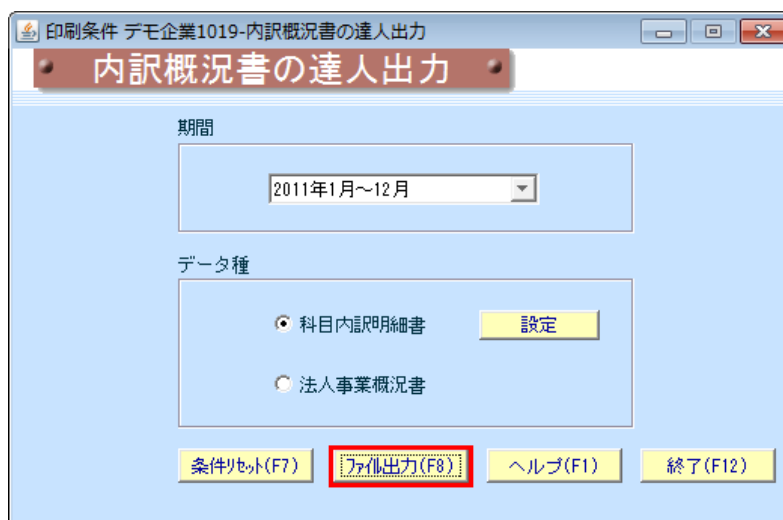 印刷条件 デモ企業1019-内訳概況書の達人出力
内訳概況書の達人出力
期間
2011年1月～12月
データ種
科目内訳明細書 設定
法人事業概況書
条件ﾘｾｯﾄ(F7) ﾌｧｲﾙ出力(F8) ヘルプ(F1) 終了(F12)